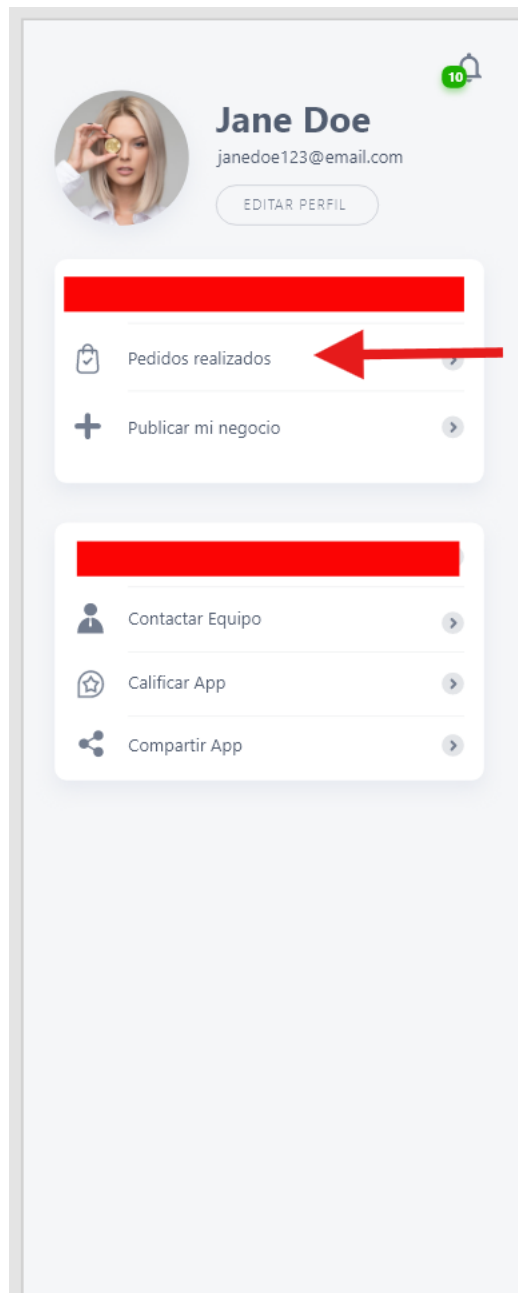 10
Jane Doe
janedoe123@email.com
EDITAR PERFIL
Pedidos realizados
Publicar mi negocio
Contactar Equipo
Calificar App
Compartir App